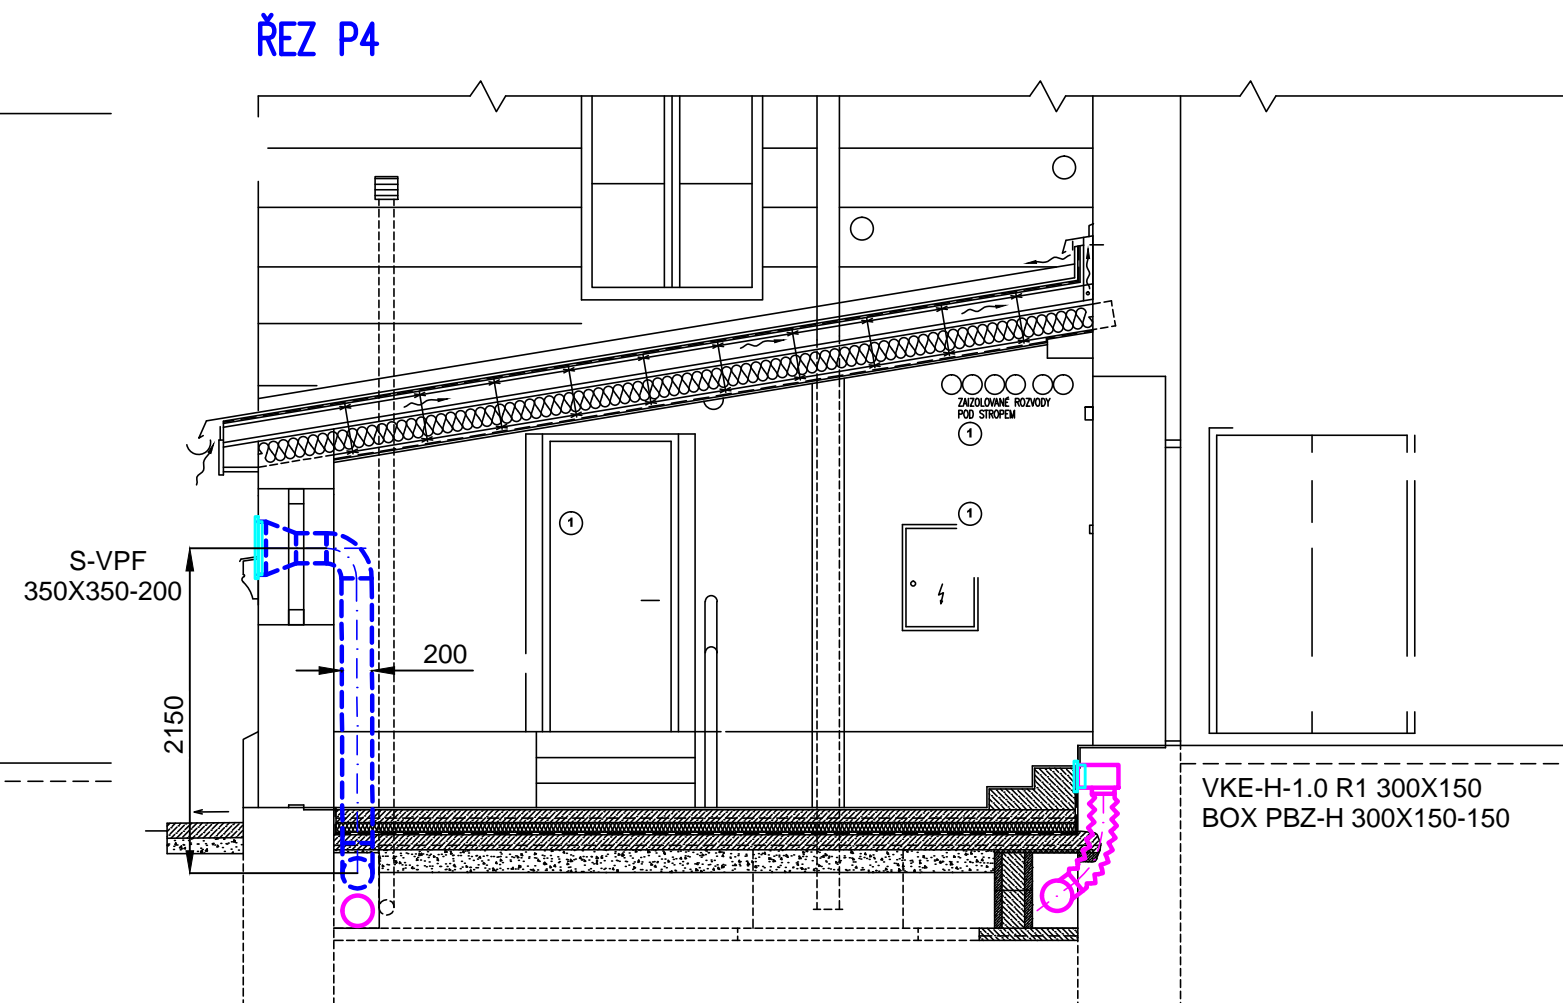 ŘEZ P4
ZAIZOLOVANÉ ROZVODY
POD STROPEM
1
1
1
S-VPF
350X350-200
200
2150
VKE-H-1.0 R1 300X150
BOX PBZ-H 300X150-150